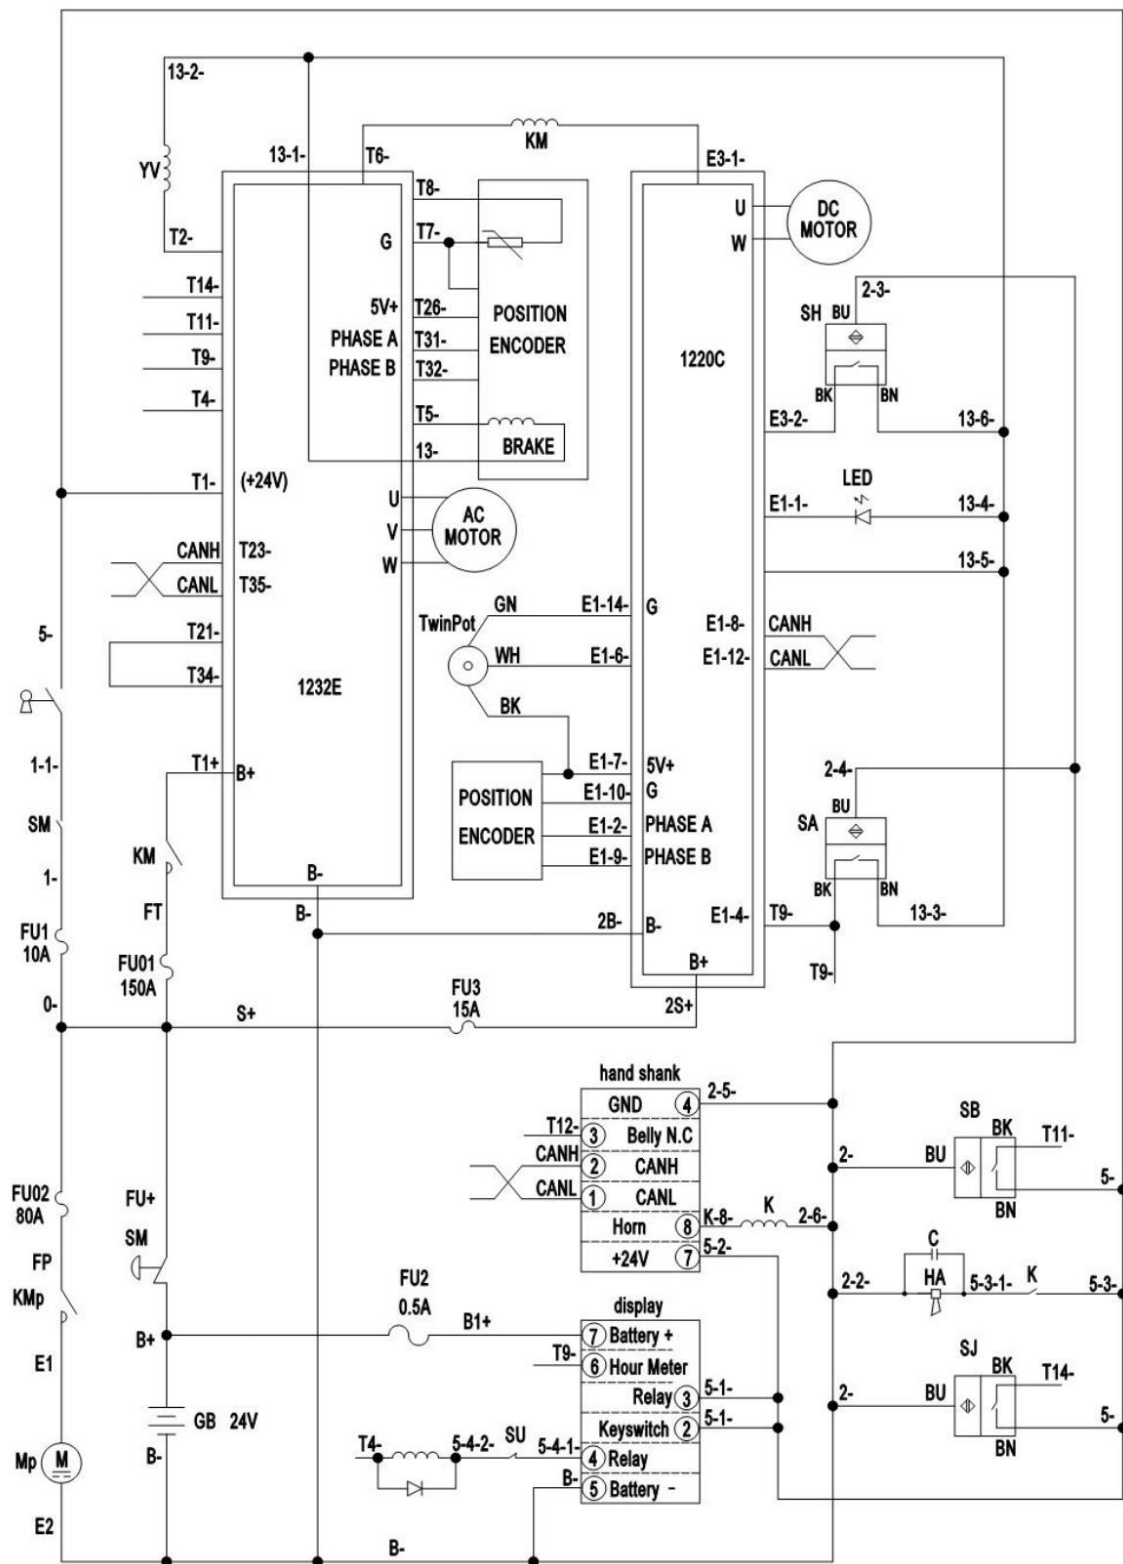 13-2-
YV
13-1-
T6-
KM
E3-1-
T8-
T7-
G
U
W
DC
MOTOR
T2-
T14-
T11-
T9-
T4-
5V+
T26-
PHASE A
T31-
PHASE B
T32-
POSITION
ENCODER
T5-
13-
BRAKE
1220C
2-3-
SH
BU
BK
BN
E3-2-
13-6-
LED
E1-1-
13-4-
13-5-
T1-
(+24V)
U
V
W
AC
MOTOR
CANH
T23-
CANL
T35-
T21-
T34-
1232E
5-
TwinPot
GN
E1-14-
G
WH
E1-6-
BK
E1-8-
CANH
E1-12-
CANL
1-1-
T1+
B+
E1-7-
5V+
POSITION
ENCODER
E1-10-
G
E1-2-
PHASE A
E1-9-
PHASE B
2-4-
BU
SA
BK
BN
SM
KM
1-
B-
B-
FT
2B-
B-
E1-4-
T9-
13-3-
T9-
FU1
10A
FU01
150A
B+
0-
S+
FU3
15A
2S+
hand shank
GND
4
2-5-
T12-
3
Belly N.C
CANH
2
CANH
CANL
1
CANL
Horn
8
K-8-
K
2-6-
+24V
7
5-2-
SB
BK
T11-
2-
BU
5-
BN
FU02
80A
FU+
SM
FP
KMp
FU2
0.5A
C
2-2-
HA
5-3-1-
K
5-3-
display
B+
B1+
7
Battery +
T9-
6
Hour Meter
Relay
3
5-1-
Keyswitch
2
5-1-
T4-
5-4-2-
SU
5-4-1-
4
Relay
B-
5
Battery -
SJ
BK
T14-
2-
BU
5-
BN
E1
GB 24V
B-
Mp
M
E2
B-